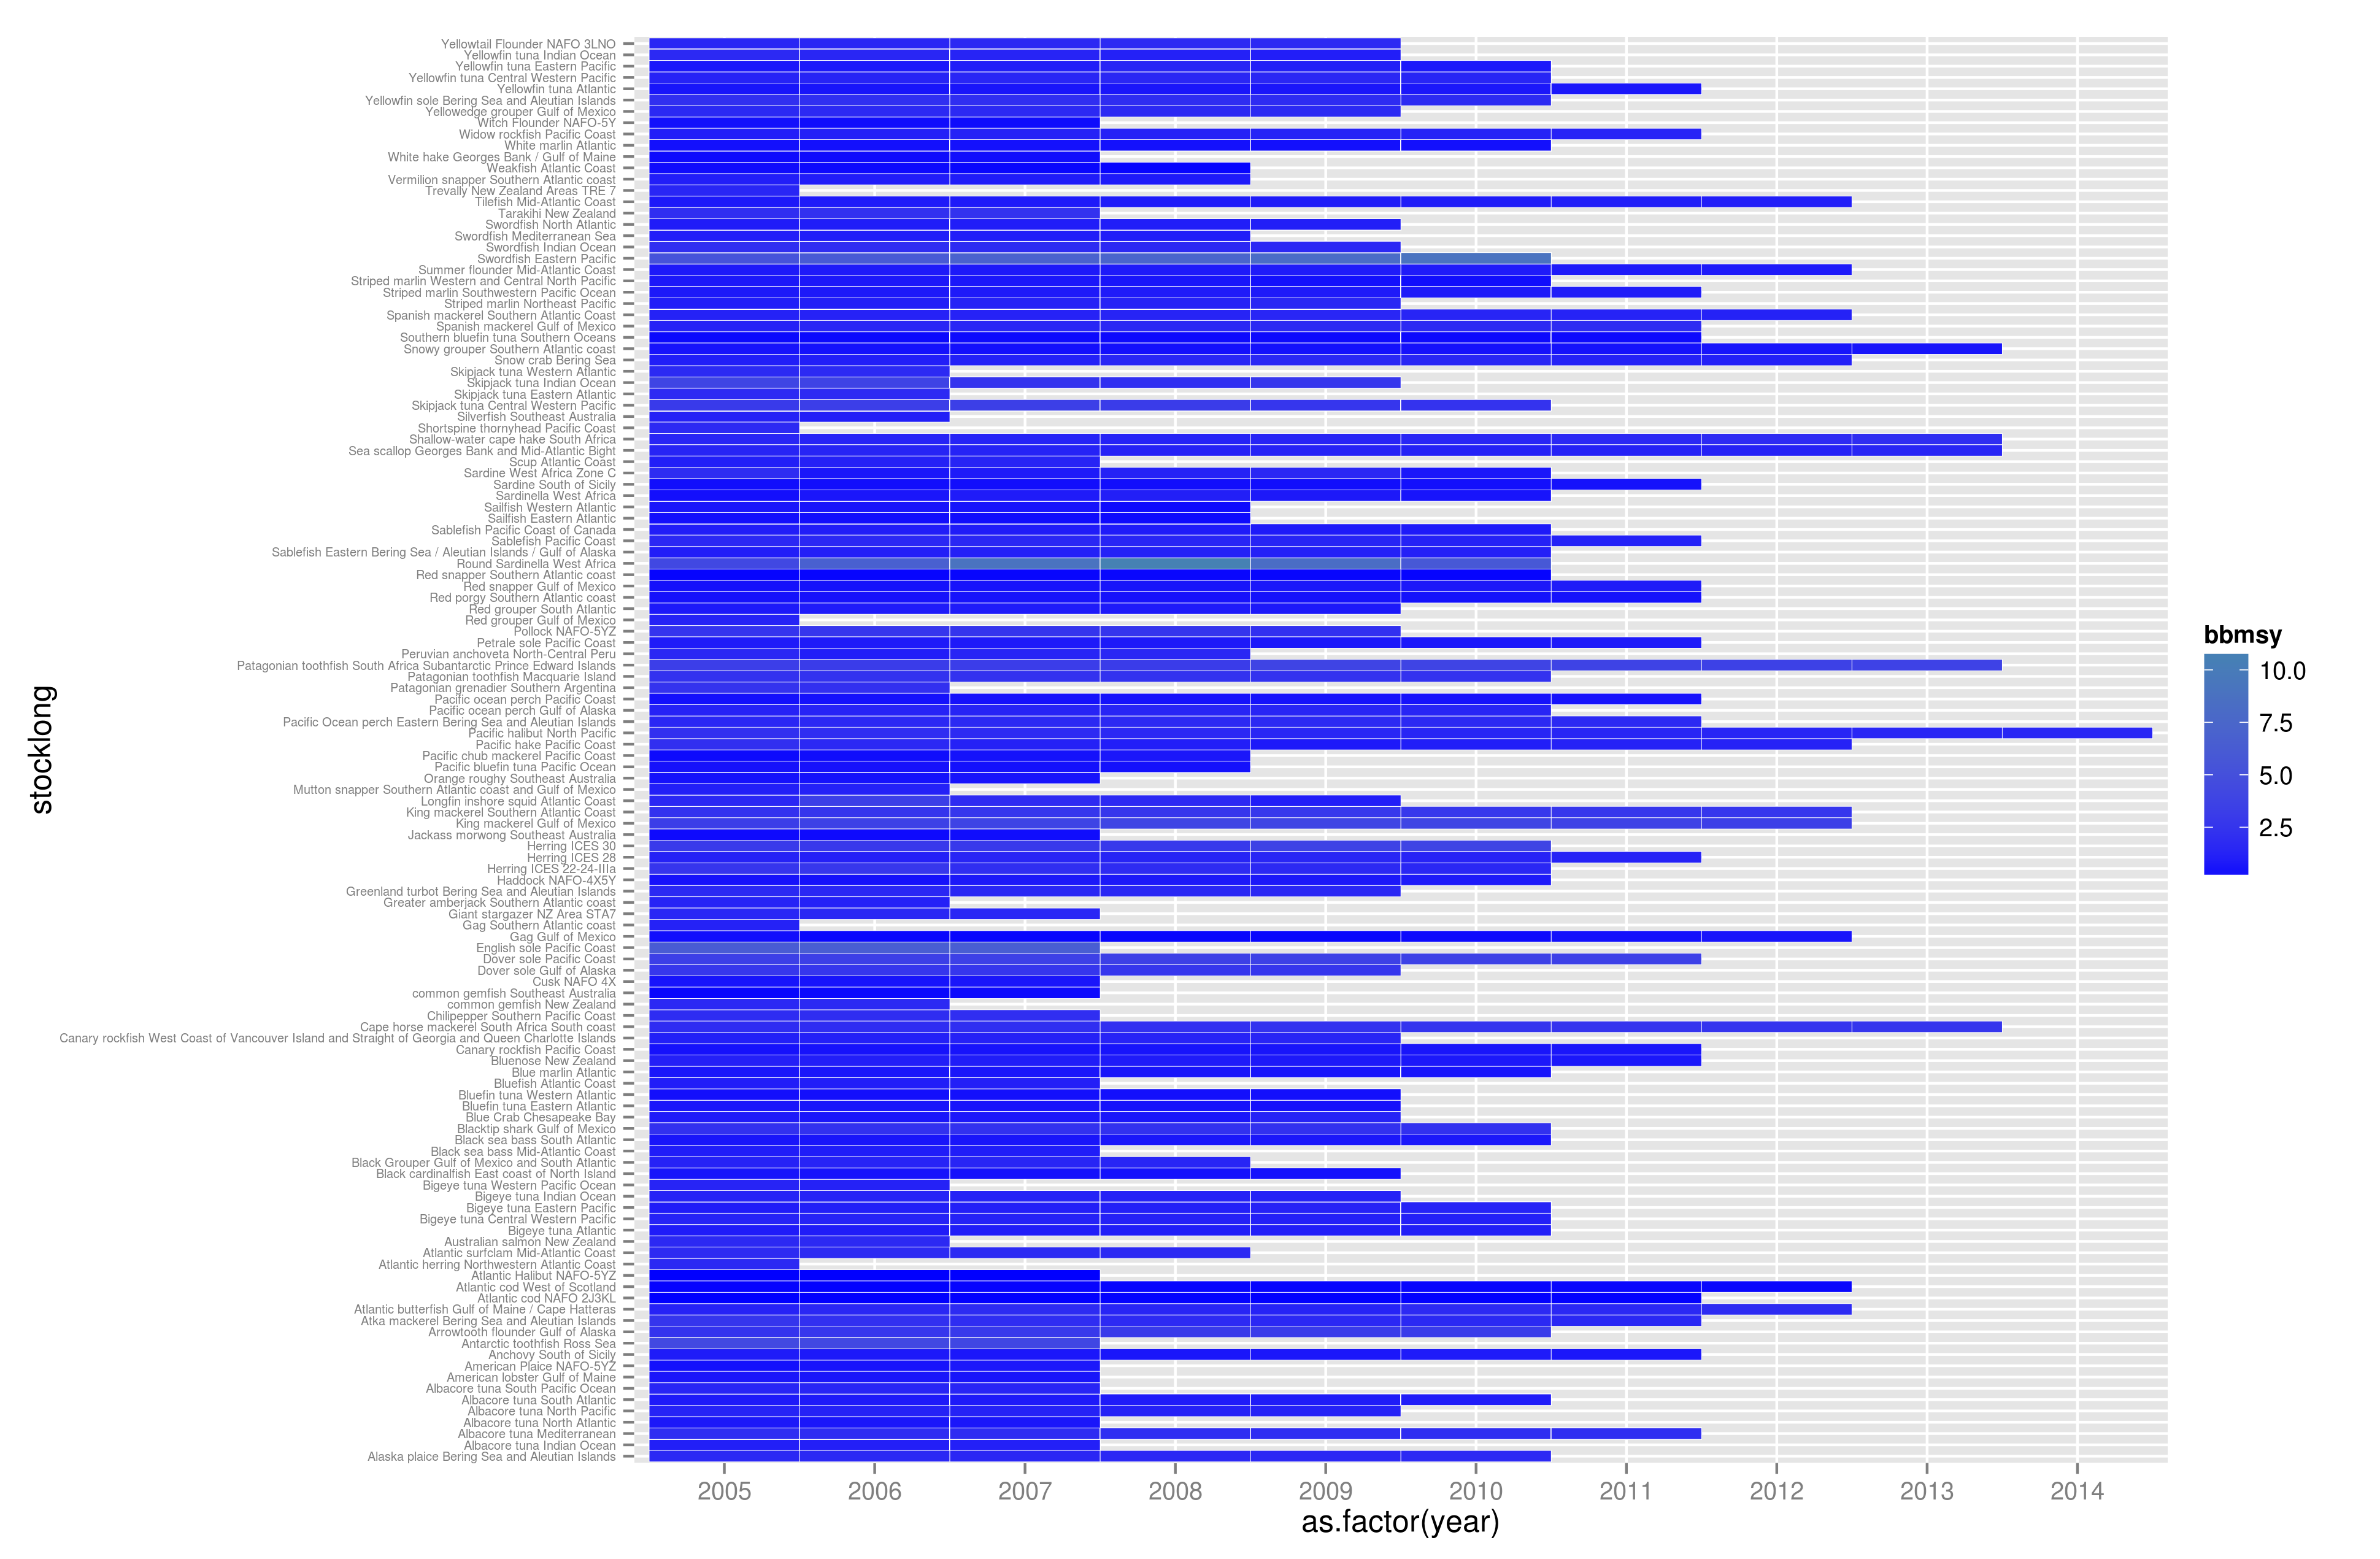 Yellowtail Flounder NAFO 3LNO
Yellowfin tuna Indian Ocean
Yellowfin tuna Eastern Pacific
Yellowfin tuna Central Western Pacific
Yellowfin tuna Atlantic
Yellowfin sole Bering Sea and Aleutian Islands
Yellowedge grouper Gulf of Mexico
Witch Flounder NAFO-5Y
Widow rockfish Pacific Coast
White marlin Atlantic
White hake Georges Bank / Gulf of Maine
Weakfish Atlantic Coast
Vermilion snapper Southern Atlantic coast
Trevally New Zealand Areas TRE 7
Tilefish Mid-Atlantic Coast
Tarakihi New Zealand
Swordfish North Atlantic
Swordfish Mediterranean Sea
Swordfish Indian Ocean
Swordfish Eastern Pacific
Summer flounder Mid-Atlantic Coast
Striped marlin Western and Central North Pacific
Striped marlin Southwestern Pacific Ocean
Striped marlin Northeast Pacific
Spanish mackerel Southern Atlantic Coast
Spanish mackerel Gulf of Mexico
Southern bluefin tuna Southern Oceans
Snowy grouper Southern Atlantic coast
Snow crab Bering Sea
Skipjack tuna Western Atlantic
Skipjack tuna Indian Ocean
Skipjack tuna Eastern Atlantic
Skipjack tuna Central Western Pacific
Silverfish Southeast Australia
Shortspine thornyhead Pacific Coast
Shallow-water cape hake South Africa
Sea scallop Georges Bank and Mid-Atlantic Bight
Scup Atlantic Coast
Sardine West Africa Zone C
Sardine South of Sicily
Sardinella West Africa
Sailfish Western Atlantic
Sailfish Eastern Atlantic
Sablefish Pacific Coast of Canada
Sablefish Pacific Coast
Sablefish Eastern Bering Sea / Aleutian Islands / Gulf of Alaska
Round Sardinella West Africa
Red snapper Southern Atlantic coast
Red snapper Gulf of Mexico
Red porgy Southern Atlantic coast
Red grouper South Atlantic
Red grouper Gulf of Mexico
Pollock NAFO-5YZ
Petrale sole Pacific Coast
Peruvian anchoveta North-Central Peru
Patagonian toothfish South Africa Subantarctic Prince Edward Islands
Patagonian toothfish Macquarie Island
Patagonian grenadier Southern Argentina
Pacific ocean perch Pacific Coast
Pacific ocean perch Gulf of Alaska
Pacific Ocean perch Eastern Bering Sea and Aleutian Islands
Pacific halibut North Pacific
Pacific hake Pacific Coast
Pacific chub mackerel Pacific Coast
Pacific bluefin tuna Pacific Ocean
Orange roughy Southeast Australia
Mutton snapper Southern Atlantic coast and Gulf of Mexico
Longfin inshore squid Atlantic Coast
King mackerel Southern Atlantic Coast
King mackerel Gulf of Mexico
Jackass morwong Southeast Australia
Herring ICES 30
Herring ICES 28
Herring ICES 22-24-IIIa
Haddock NAFO-4X5Y
Greenland turbot Bering Sea and Aleutian Islands
Greater amberjack Southern Atlantic coast
Giant stargazer NZ Area STA7
Gag Southern Atlantic coast
Gag Gulf of Mexico
English sole Pacific Coast
Dover sole Pacific Coast
Dover sole Gulf of Alaska
Cusk NAFO 4X
common gemfish Southeast Australia
common gemfish New Zealand
Chilipepper Southern Pacific Coast
Cape horse mackerel South Africa South coast
Canary rockfish West Coast of Vancouver Island and Straight of Georgia and Queen Charlotte Islands
Canary rockfish Pacific Coast
Bluenose New Zealand
Blue marlin Atlantic
Bluefish Atlantic Coast
Bluefin tuna Western Atlantic
Bluefin tuna Eastern Atlantic
Blue Crab Chesapeake Bay
Blacktip shark Gulf of Mexico
Black sea bass South Atlantic
Black sea bass Mid-Atlantic Coast
Black Grouper Gulf of Mexico and South Atlantic
Black cardinalfish East coast of North Island
Bigeye tuna Western Pacific Ocean
Bigeye tuna Indian Ocean
Bigeye tuna Eastern Pacific
Bigeye tuna Central Western Pacific
Bigeye tuna Atlantic
Australian salmon New Zealand
Atlantic surfclam Mid-Atlantic Coast
Atlantic herring Northwestern Atlantic Coast
Atlantic Halibut NAFO-5YZ
Atlantic cod West of Scotland
Atlantic cod NAFO 2J3KL
Atlantic butterfish Gulf of Maine / Cape Hatteras
Atka mackerel Bering Sea and Aleutian Islands
Arrowtooth flounder Gulf of Alaska
Antarctic toothfish Ross Sea
Anchovy South of Sicily
American Plaice NAFO-5YZ
American lobster Gulf of Maine
Albacore tuna South Pacific Ocean
Albacore tuna South Atlantic
Albacore tuna North Pacific
Albacore tuna North Atlantic
Albacore tuna Mediterranean
Albacore tuna Indian Ocean
Alaska plaice Bering Sea and Aleutian Islands
stocklong
2005 2006 2007 2008 2009 2010 2011 2012 2013 2014
as.factor(year)
bbmsy
10.0
7.5
5.0
2.5